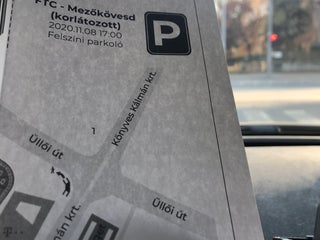 FTC - Mezőkövesd
(korlátozott)
2020.11.08 17:00
Felszíni parkoló
P
Könyves Kálmán krt.
1
Üllői út
Üllői út
Kálmán krt.